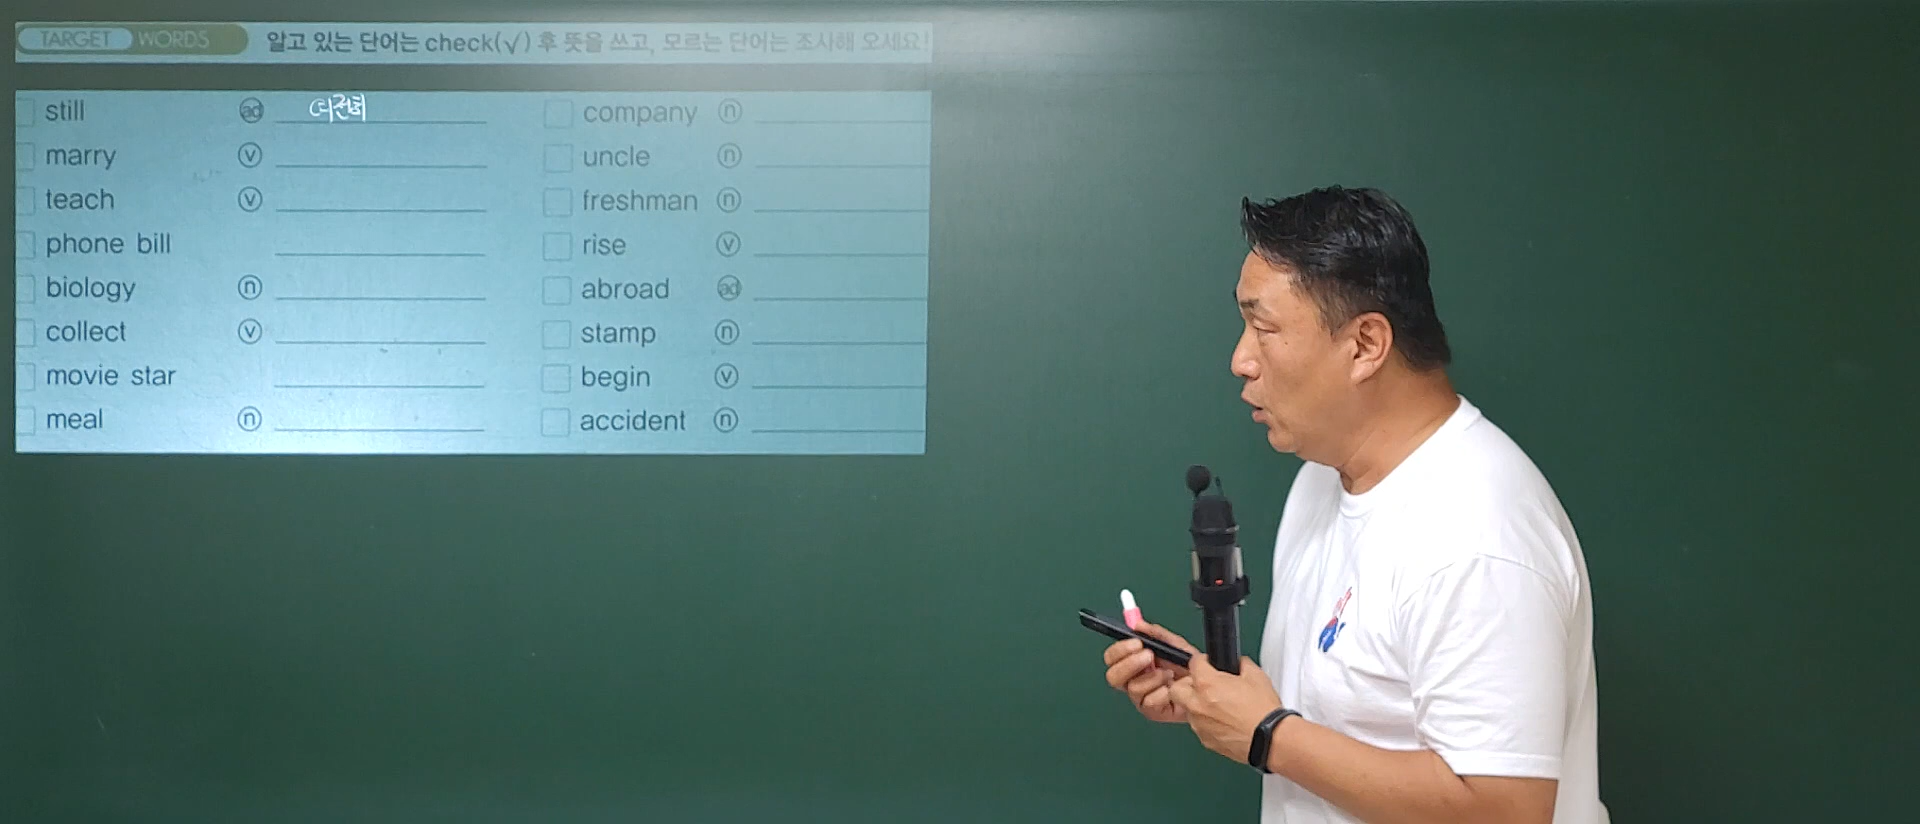 TARGET WORDS 알고 있는 단어는 check(√) 후 뜻을 쓰고, 모르는 단어는 조사해 오세요!
still ad 여전히
marry v
teach v
phone bill
biology n
collect v
movie star
meal n
company n
uncle n
freshman n
rise v
abroad ad
stamp n
begin v
accident n